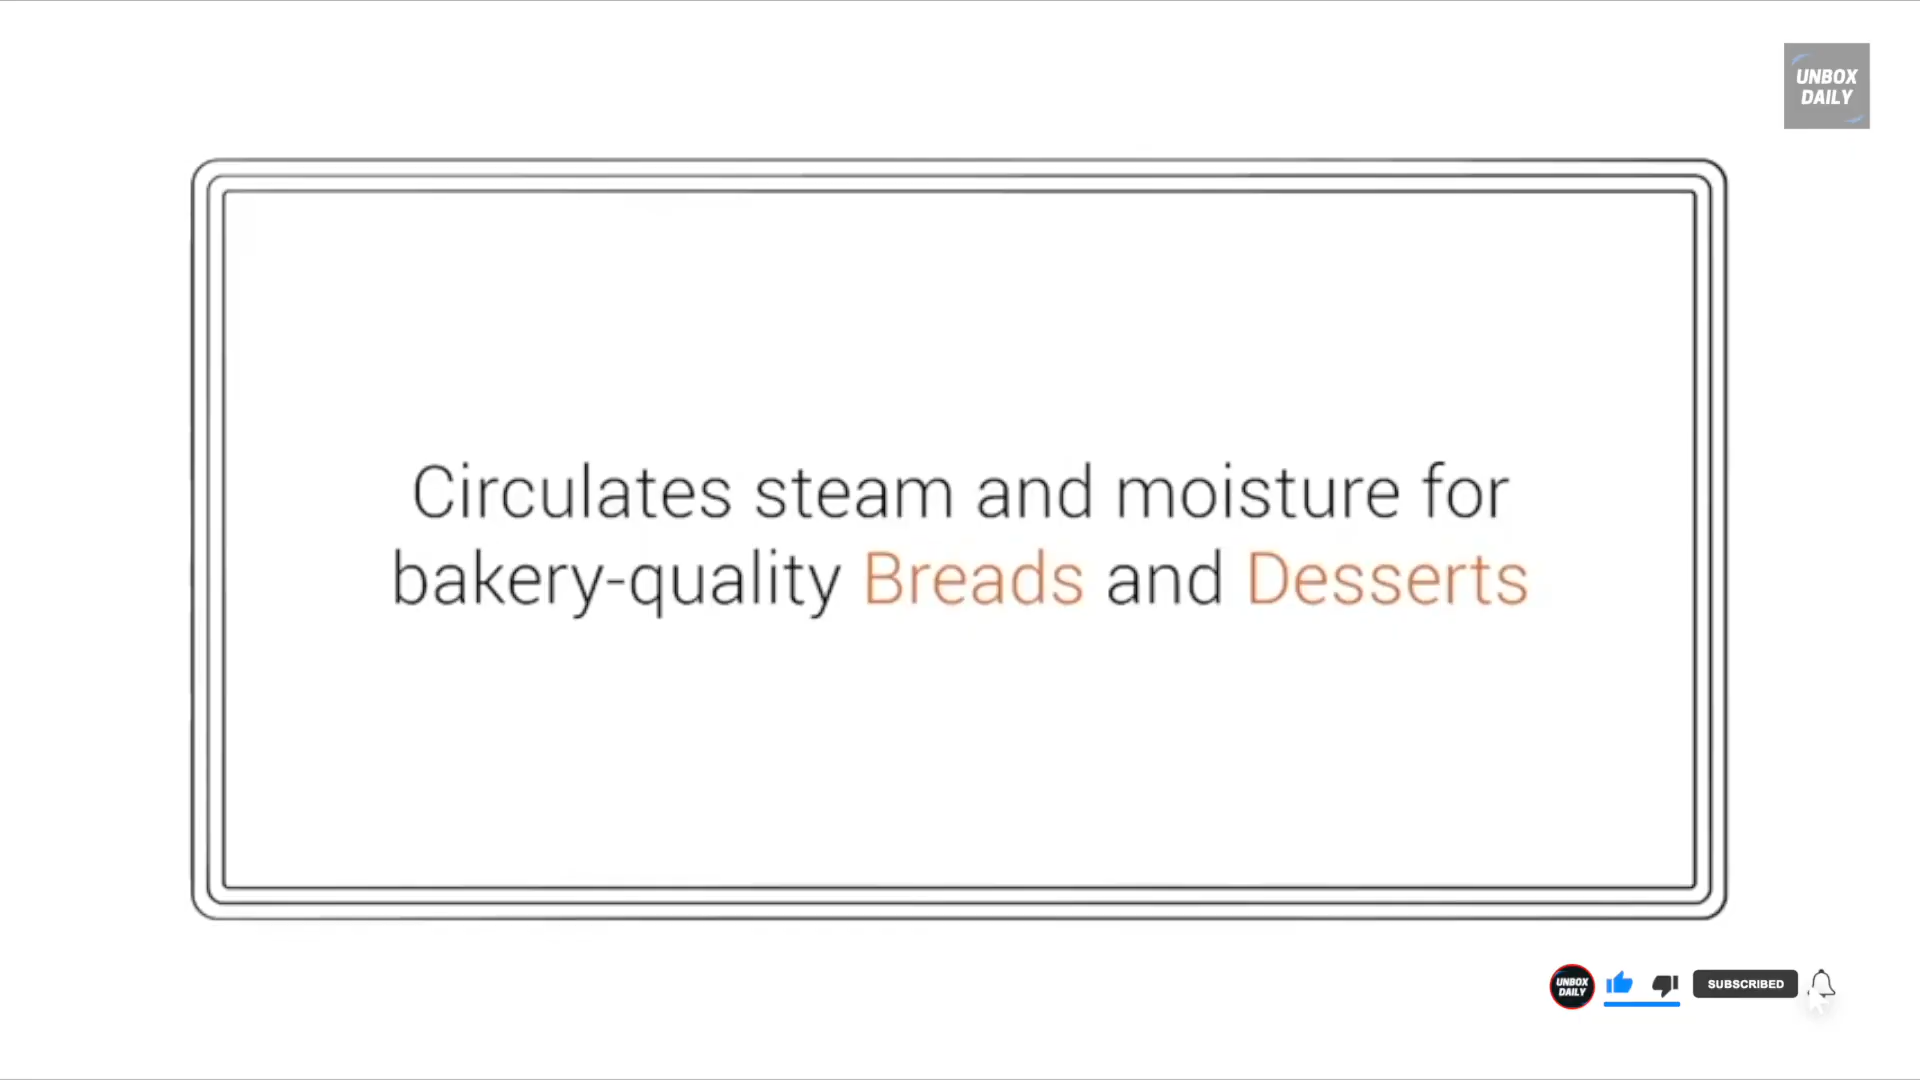 UNBOX
DAILY
Circulates steam and moisture for
bakery-quality Breads and Desserts
UNBOX
DAILY
SUBSCRIBED